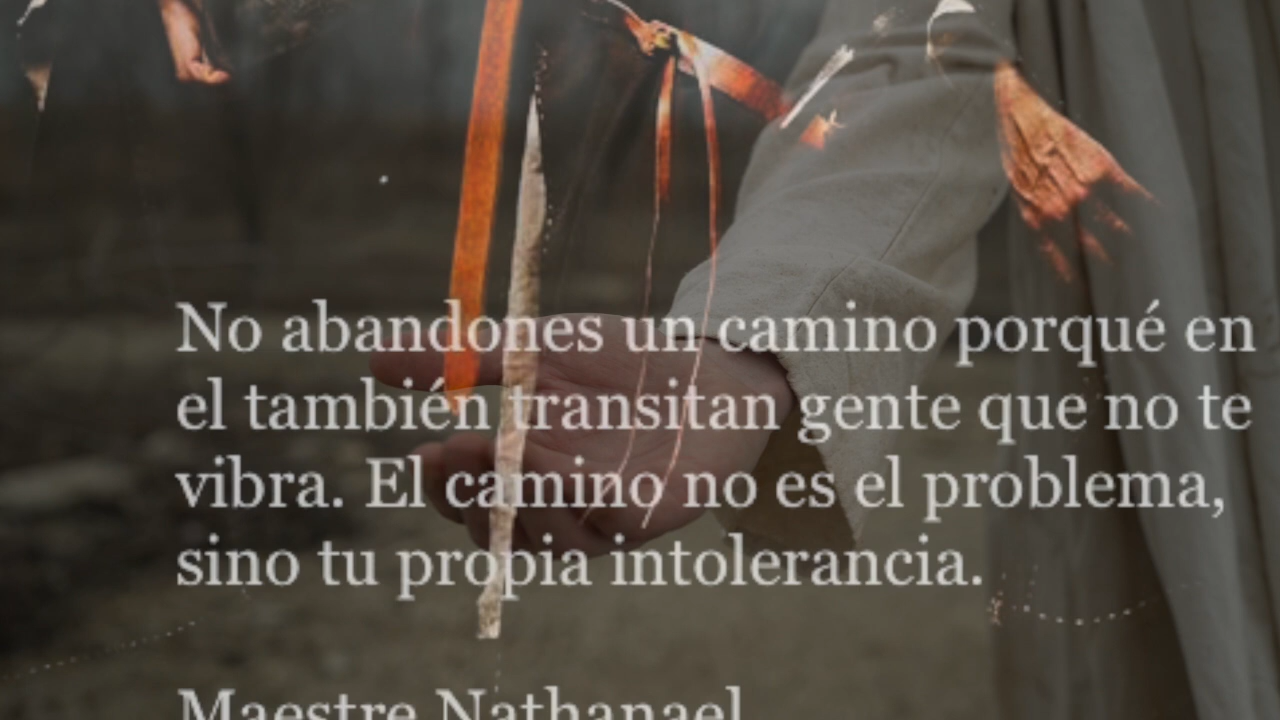 No abandones un camino porqué en
el también transitan gente que no te
vibra. El camino no es el problema,
sino tu propia intolerancia.
Maestre Nathanael